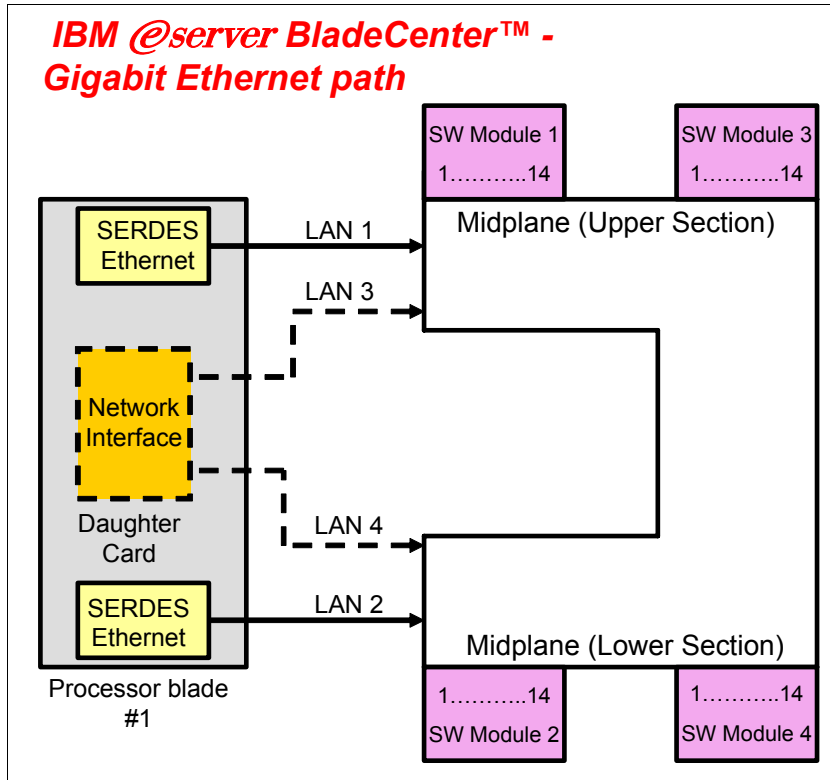 IBM @server BladeCenter™ -
Gigabit Ethernet path
SW Module 1
1………..14
SW Module 3
1………..14
SERDES
Ethernet
LAN 1
Midplane (Upper Section)
LAN 3
Network
Interface
Daughter
Card
LAN 4
SERDES
Ethernet
LAN 2
Midplane (Lower Section)
Processor blade
#1
1………..14
SW Module 2
1………..14
SW Module 4